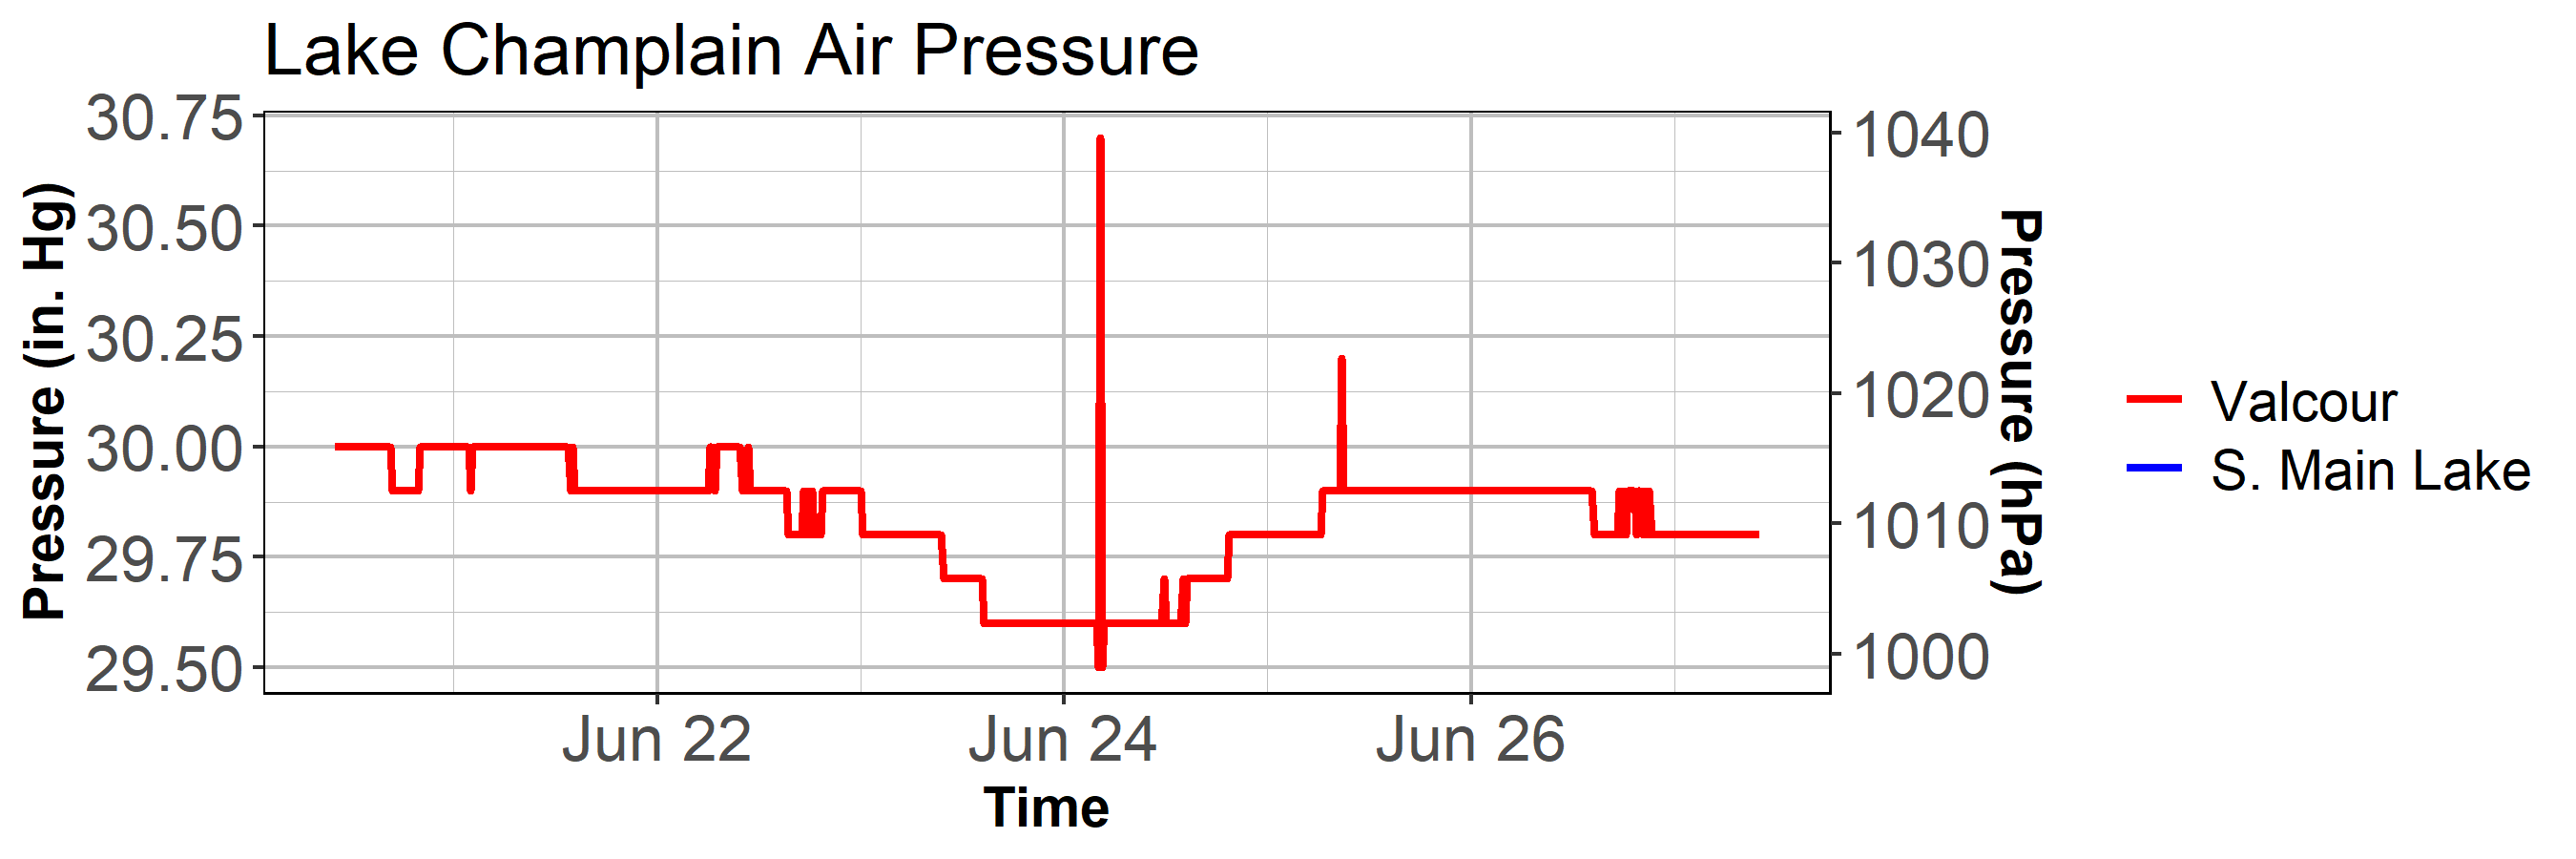 Lake Champlain Air Pressure
Pressure (in. Hg)
30.75
30.50
30.25
30.00
29.75
29.50
1040
1030
1020
1010
1000
Pressure (hPa)
Jun 22
Jun 24
Jun 26
Time
Valcour
S. Main Lake